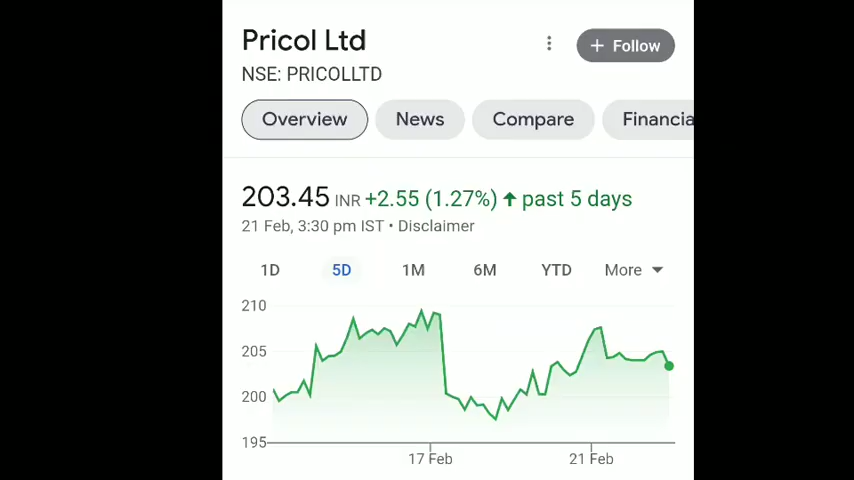 Pricol Ltd
+ Follow
NSE: PRICOLLTD
Overview News Compare Financia
203.45 INR +2.55 (1.27%) ↑ past 5 days
21 Feb, 3:30 pm IST • Disclaimer
1D 5D 1M 6M YTD More
210
205
200
195
17 Feb 21 Feb